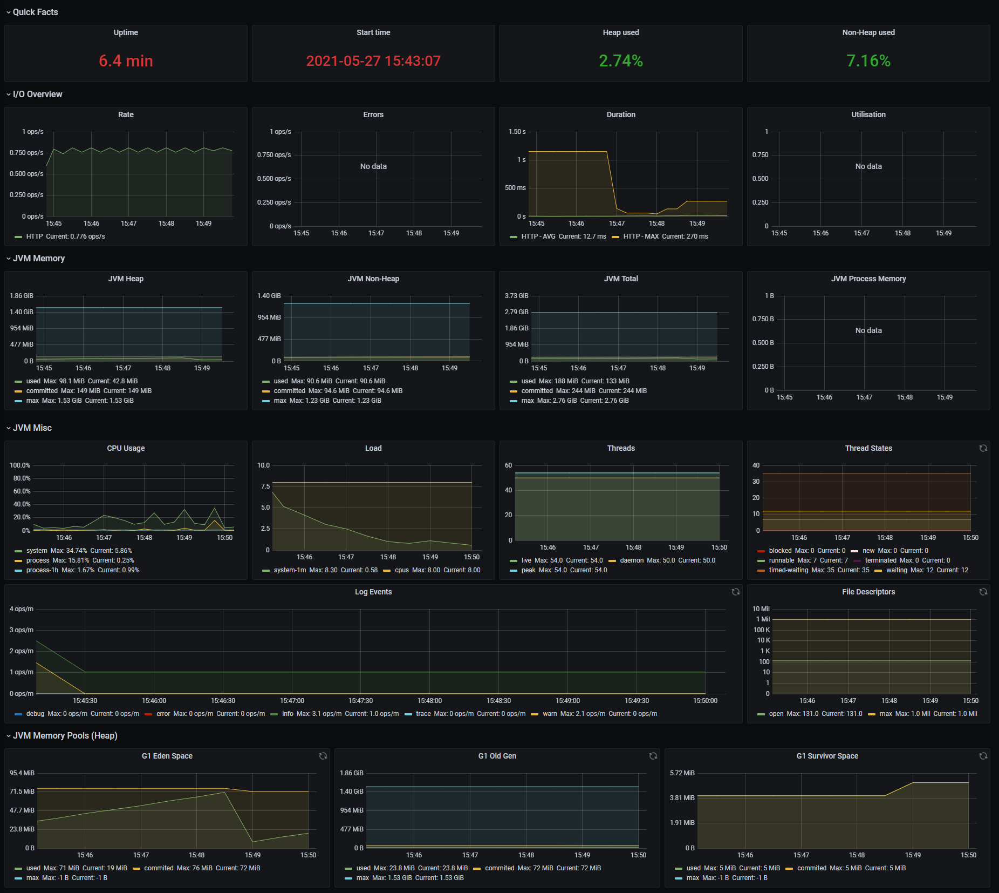 Quick Facts
Uptime
6.4 min
Start time
2021-05-27 15:43:07
Heap used
2.74%
Non-Heap used
7.16%
I/O Overview
Rate
1 ops/s
0.750 ops/s
0.500 ops/s
0.250 ops/s
0 ops/s
15:45 15:46 15:47 15:48 15:49
HTTP Current: 0.776 ops/s
Errors
1 ops/s
0.750 ops/s
0.500 ops/s
0.250 ops/s
0 ops/s
No data
15:45 15:46 15:47 15:48 15:49
Duration
1.50 s
1 s
500 ms
0 s
15:45 15:46 15:47 15:48 15:49
HTTP - AVG Current: 12.7 ms HTTP - MAX Current: 270 ms
Utilisation
1
0.750
0.500
0.250
0
No data
15:45 15:46 15:47 15:48 15:49
JVM Memory
JVM Heap
1.86 GiB
1.40 GiB
954 MiB
477 MiB
0 B
15:45 15:46 15:47 15:48 15:49
used Max: 98.1 MiB Current: 42.8 MiB
committed Max: 149 MiB Current: 149 MiB
max Max: 1.53 GiB Current: 1.53 GiB
JVM Non-Heap
1.40 GiB
954 MiB
477 MiB
0 B
15:45 15:46 15:47 15:48 15:49
used Max: 90.6 MiB Current: 90.6 MiB
committed Max: 94.6 MiB Current: 94.6 MiB
max Max: 1.23 GiB Current: 1.23 GiB
JVM Total
3.73 GiB
2.79 GiB
1.86 GiB
954 MiB
0 B
15:45 15:46 15:47 15:48 15:49
used Max: 188 MiB Current: 133 MiB
committed Max: 244 MiB Current: 244 MiB
max Max: 2.76 GiB Current: 2.76 GiB
JVM Process Memory
1 B
0.750 B
0.500 B
0.250 B
0 B
No data
15:45 15:46 15:47 15:48 15:49
JVM Misc
CPU Usage
100.0%
80.0%
60.0%
40.0%
20.0%
0%
15:46 15:47 15:48 15:49 15:50
system Max: 34.74% Current: 5.86%
process Max: 15.81% Current: 0.25%
process-1h Max: 1.67% Current: 0.99%
Load
10.0
7.5
5.0
2.5
0
15:46 15:47 15:48 15:49 15:50
system-1m Max: 8.30 Current: 0.58 cpus Max: 8.00 Current: 8.00
Threads
60
40
20
0
15:46 15:47 15:48 15:49 15:50
live Max: 54.0 Current: 54.0 daemon Max: 50.0 Current: 50.0
peak Max: 54.0 Current: 54.0
Thread States
40
30
20
10
0
15:46 15:47 15:48 15:49 15:50
blocked Max: 0 Current: 0 new Max: 0 Current: 0
runnable Max: 7 Current: 7 terminated Max: 0 Current: 0
timed-waiting Max: 35 Current: 35 waiting Max: 12 Current: 12
Log Events
4 ops/m
3 ops/m
2 ops/m
1 ops/m
0 ops/m
15:45:30 15:46:00 15:46:30 15:47:00 15:47:30 15:48:00 15:48:30 15:49:00 15:49:30 15:50:00
debug Max: 0 ops/m Current: 0 ops/m error Max: 0 ops/m Current: 0 ops/m info Max: 3.1 ops/m Current: 1.0 ops/m trace Max: 0 ops/m Current: 0 ops/m warn Max: 2.1 ops/m Current: 0 ops/m
File Descriptors
10 Mil
1 Mil
100 K
10 K
1 K
100
10
1
0
15:46 15:47 15:48 15:49 15:50
open Max: 131.0 Current: 131.0 max Max: 1.0 Mil Current: 1.0 Mil
JVM Memory Pools (Heap)
G1 Eden Space
95.4 MiB
71.5 MiB
47.7 MiB
23.8 MiB
0 B
15:46 15:47 15:48 15:49 15:50
used Max: 71 MiB Current: 19 MiB commited Max: 76 MiB Current: 72 MiB
max Max: -1 B Current: -1 B
G1 Old Gen
1.86 GiB
1.40 GiB
954 MiB
477 MiB
0 B
15:46 15:47 15:48 15:49 15:50
used Max: 23.8 MiB Current: 23.8 MiB commited Max: 72 MiB Current: 72 MiB
max Max: 1.53 GiB Current: 1.53 GiB
G1 Survivor Space
5.72 MiB
3.81 MiB
1.91 MiB
0 B
15:46 15:47 15:48 15:49 15:50
used Max: 5 MiB Current: 5 MiB commited Max: 5 MiB Current: 5 MiB
max Max: -1 B Current: -1 B